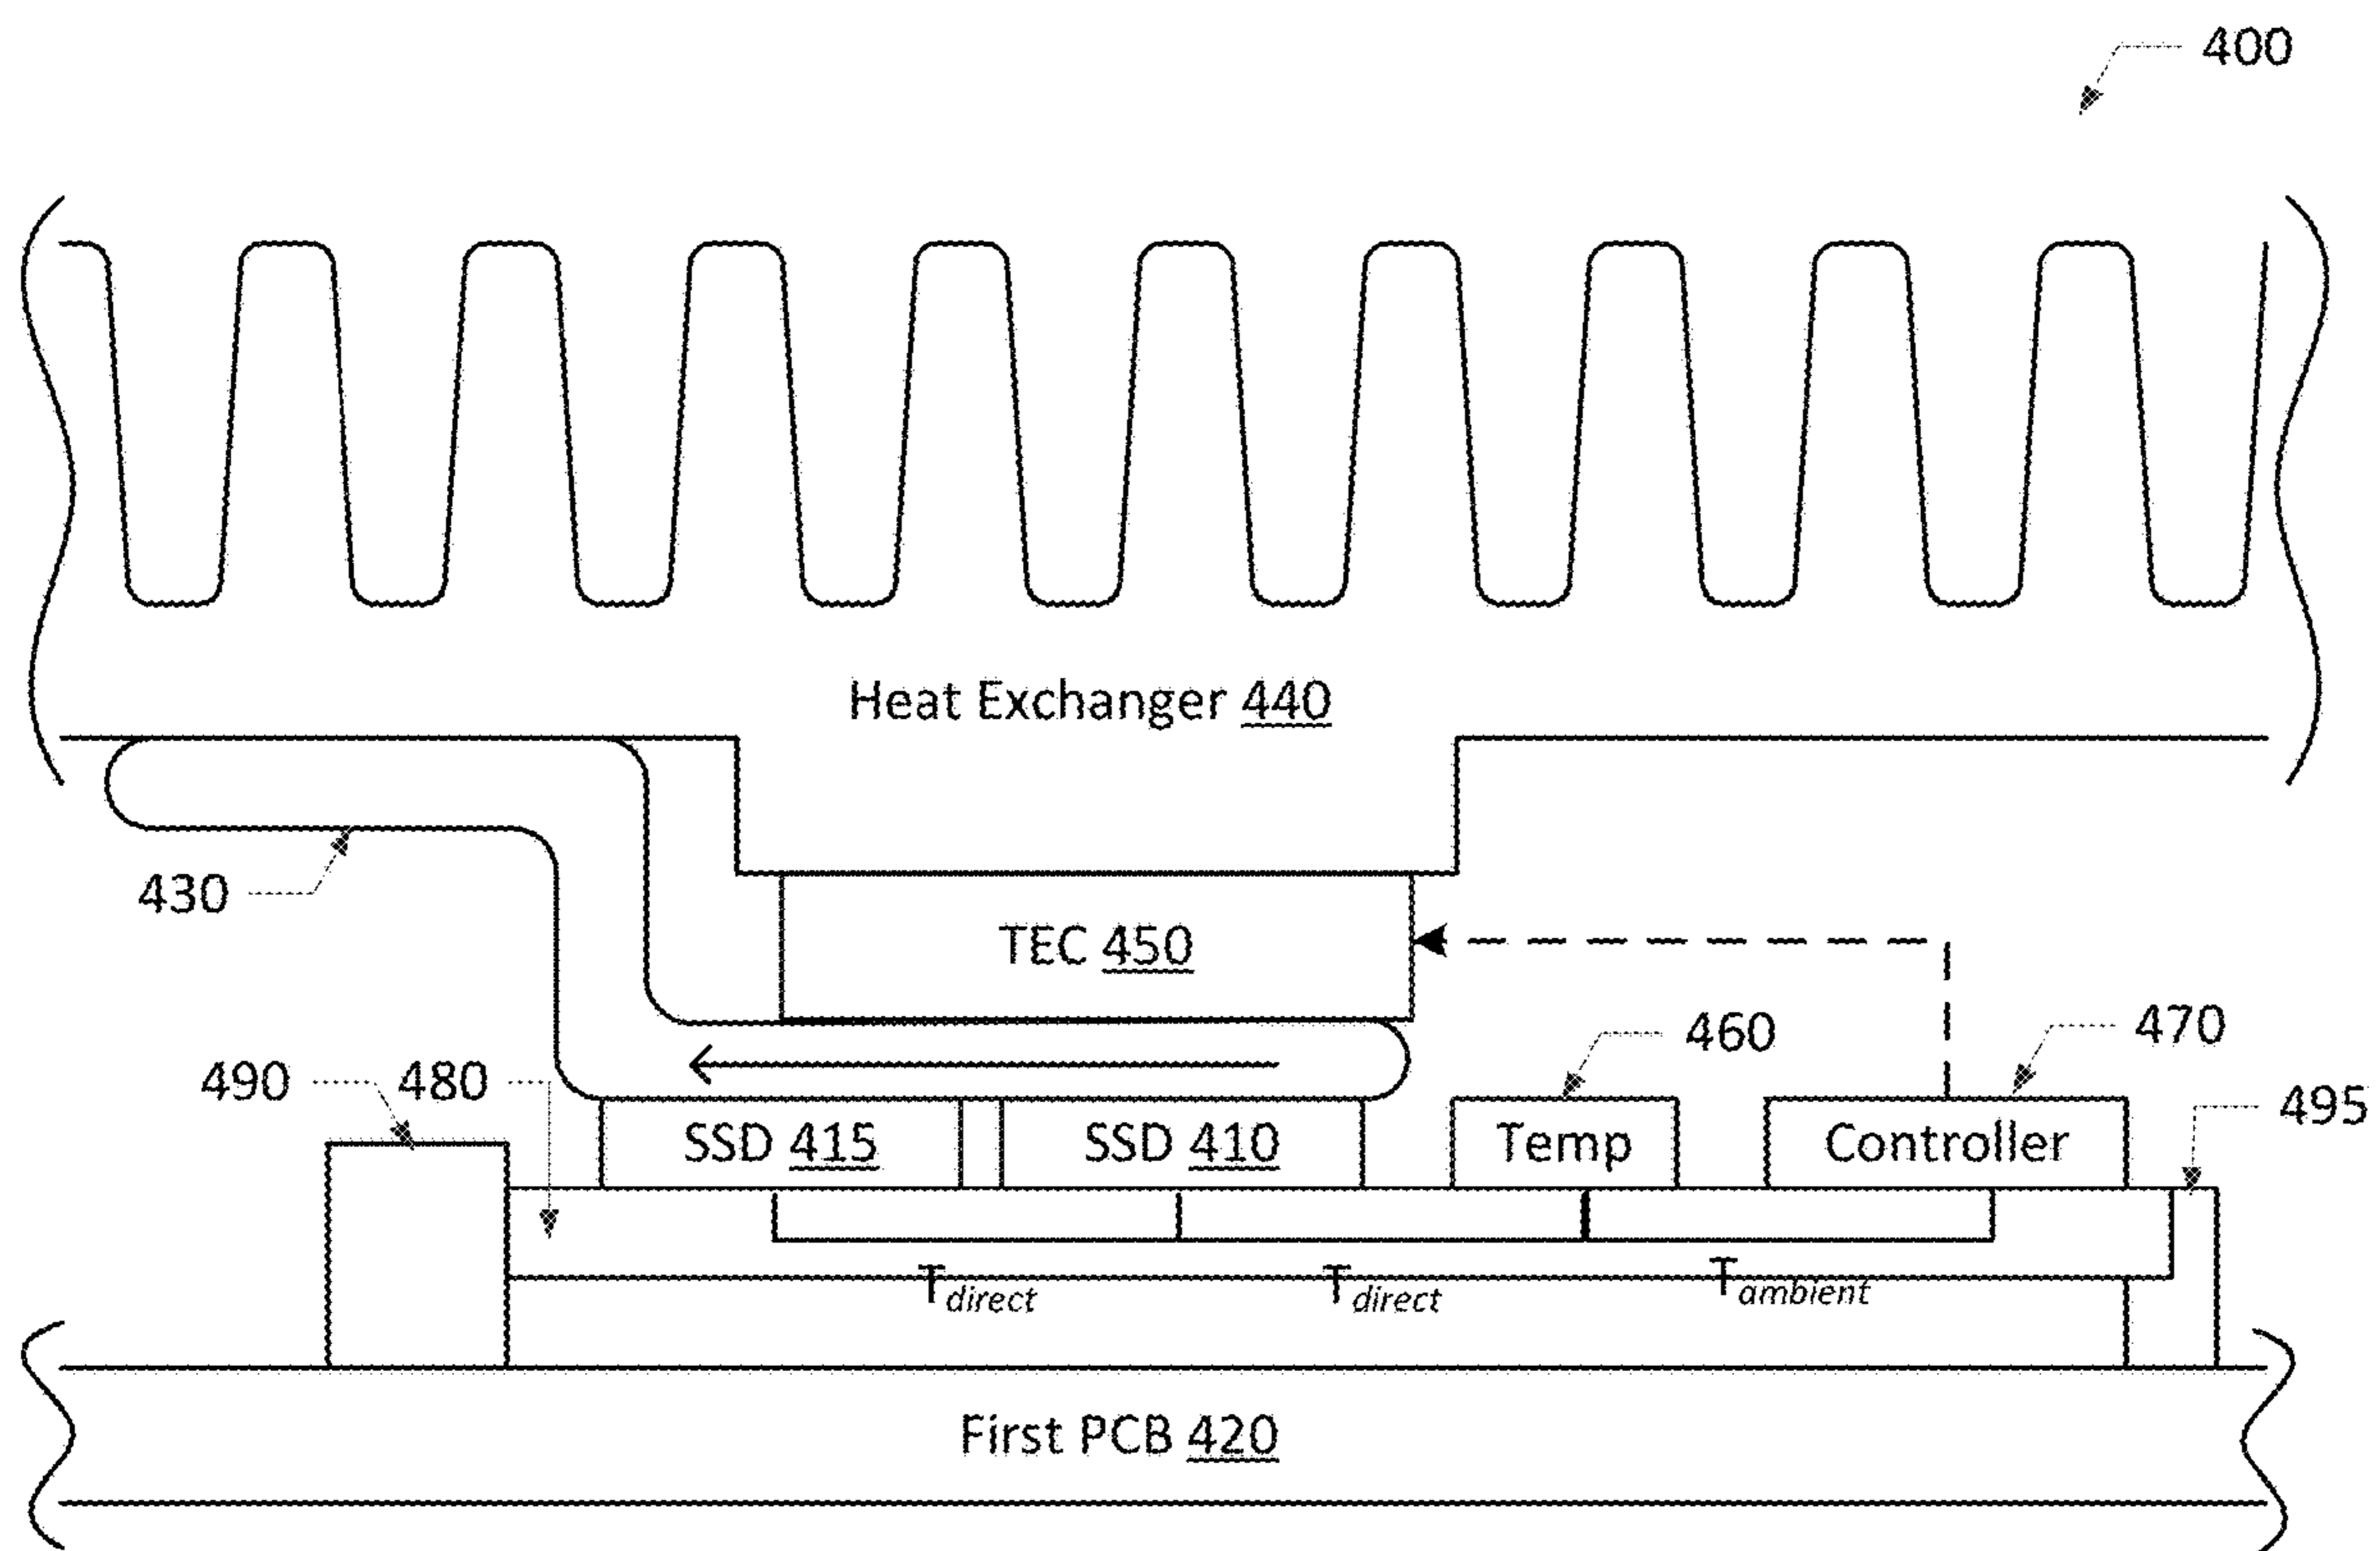 400
Heat Exchanger 440
430
TEC 450
460
470
490
480
495
SSD 415
SSD 410
Temp
Controller
Tdirect
Tdirect
Tambient
First PCB 420